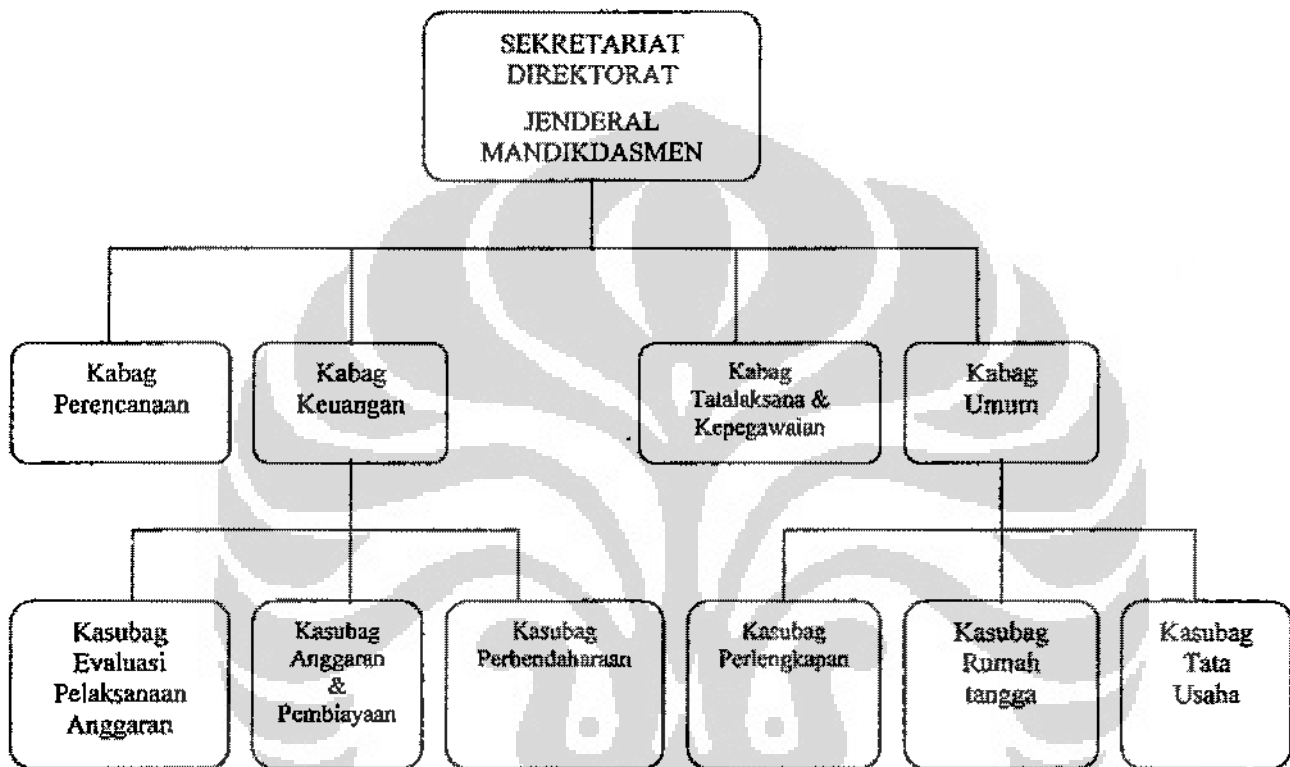 SEKRETARIAT
DIREKTORAT
JENDERAL
MANDIKDASMEN
Kabag
Perencanaan
Kabag
Keuangan
Kabag
Tatalaksana &
Kepegawaian
Kabag
Umum
Kasubag
Evaluasi
Pelaksanaan
Anggaran
Kasubag
Anggaran
&
Pembiayaan
Kasubag
Perbendaharaan
Kasubag
Perlengkapan
Kasubag
Rumah
tangga
Kasubag
Tata
Usaha